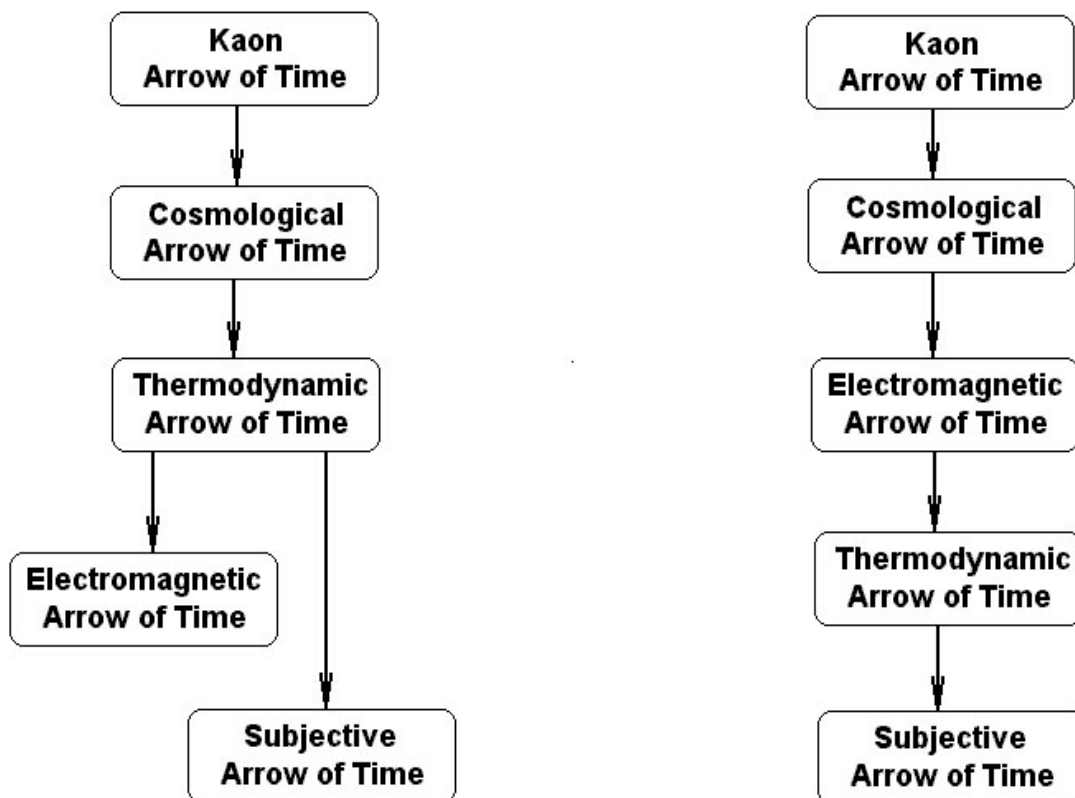 Kaon
Arrow of Time
Cosmological
Arrow of Time
Thermodynamic
Arrow of Time
Electromagnetic
Arrow of Time
Subjective
Arrow of Time
Kaon
Arrow of Time
Cosmological
Arrow of Time
Electromagnetic
Arrow of Time
Thermodynamic
Arrow of Time
Subjective
Arrow of Time